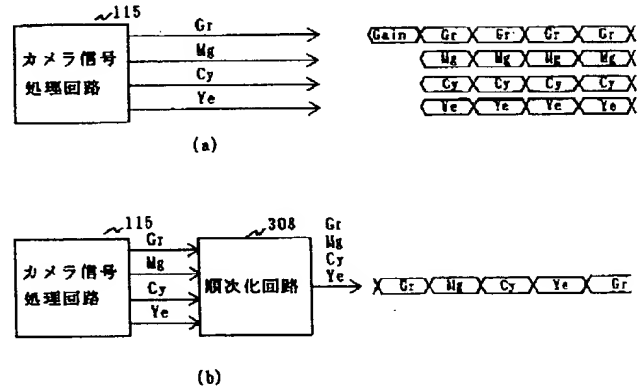 115
カメラ信号
処理回路
Gr
Mg
Cy
Ye
Gain Gr Gr Gr Gr
Mg Mg Mg Mg
Cy Cy Cy Cy
Ye Ye Ye Ye
(a)
115
カメラ信号
処理回路
Gr
Mg
Cy
Ye
308
順次化回路
Gr
Mg
Cy
Ye
Gr Mg Cy Ye Gr
(b)